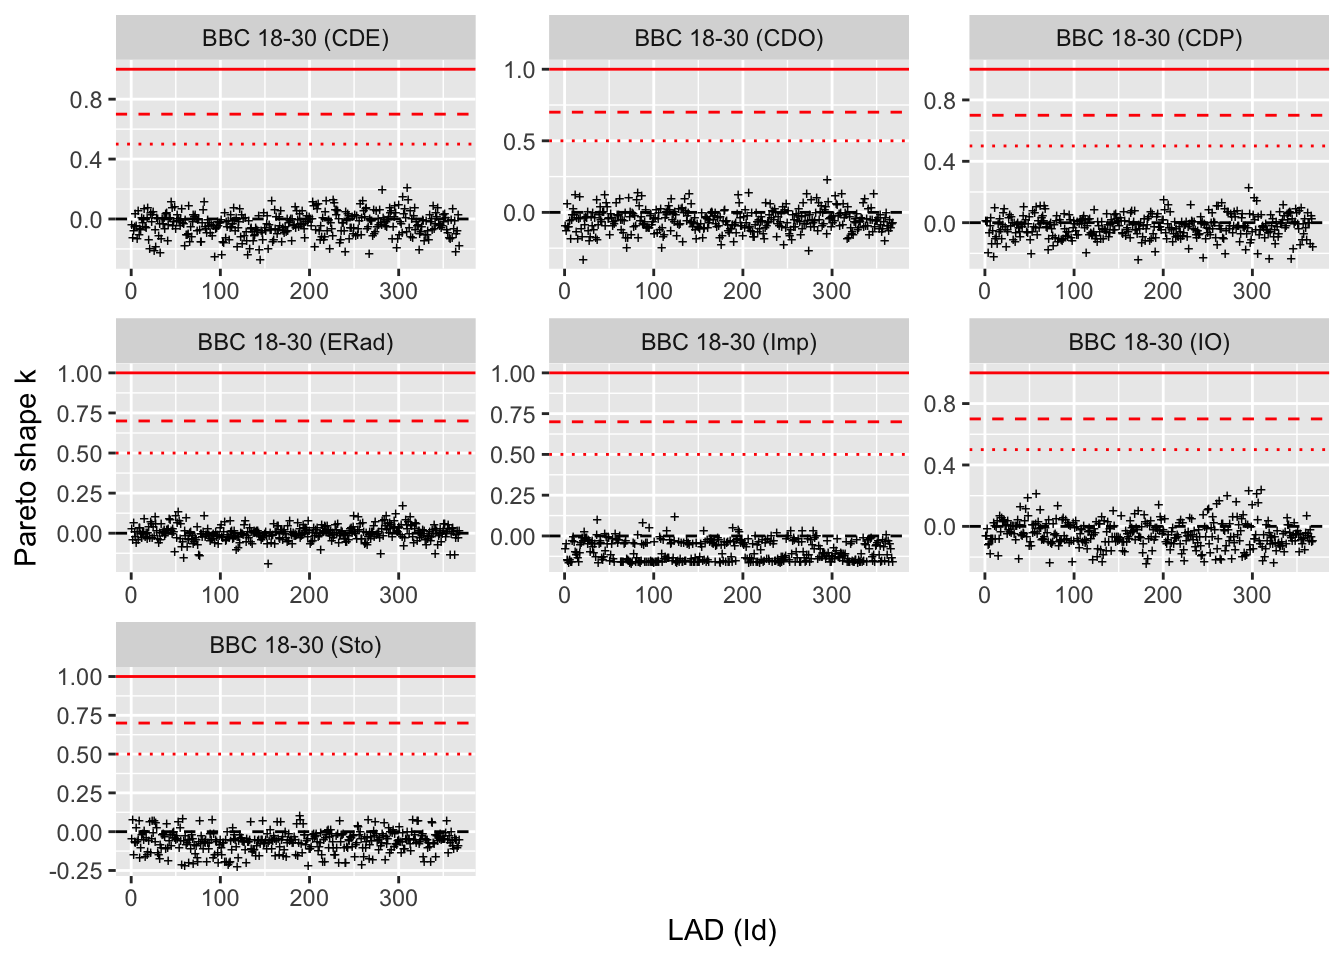 BBC 18-30 (CDE) BBC 18-30 (CDO) BBC 18-30 (CDP)
0.8 0.4 0.0
1.0 0.5 0.0
0.8 0.4 0.0
0 100 200 300 0 100 200 300 0 100 200 300
BBC 18-30 (ERad) BBC 18-30 (Imp) BBC 18-30 (IO)
1.00 0.75 0.50 0.25 0.00
1.00 0.75 0.50 0.25 0.00
0.8 0.4 0.0
0 100 200 300 0 100 200 300 0 100 200 300
Pareto shape k
BBC 18-30 (Sto)
1.00 0.75 0.50 0.25 0.00 -0.25
0 100 200 300
LAD (Id)